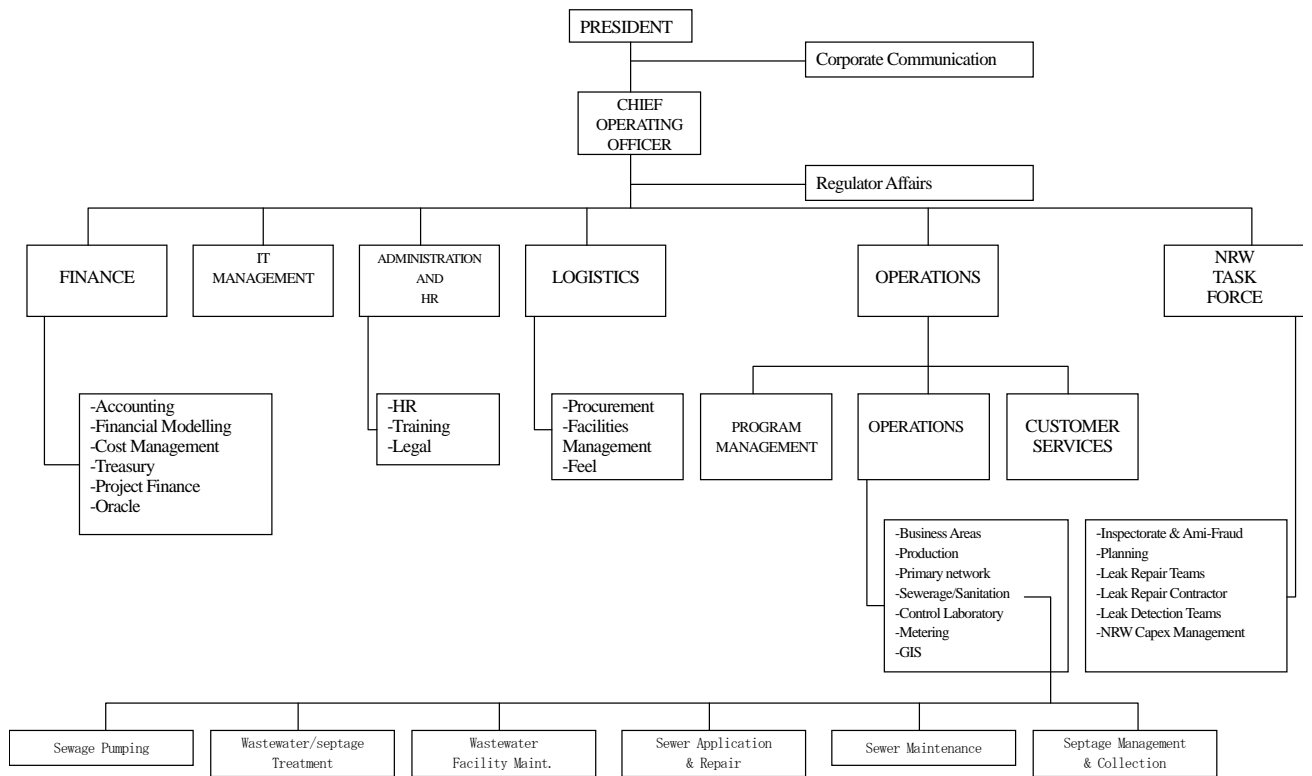 PRESIDENT
Corporate Communication
CHIEF
OPERATING
OFFICER
Regulator Affairs
FINANCE
IT
MANAGEMENT
ADMINISTRATION
AND
HR
LOGISTICS
OPERATIONS
NRW
TASK
FORCE
-Accounting
-Financial Modelling
-Cost Management
-Treasury
-Project Finance
-Oracle
-HR
-Training
-Legal
-Procurement
-Facilities
Management
-Feel
PROGRAM
MANAGEMENT
OPERATIONS
CUSTOMER
SERVICES
-Business Areas
-Production
-Primary network
-Sewerage/Sanitation
-Control Laboratory
-Metering
-GIS
-Inspectorate & Ami-Fraud
-Planning
-Leak Repair Teams
-Leak Repair Contractor
-Leak Detection Teams
-NRW Capex Management
Sewage Pumping
Wastewater/septage
Treatment
Wastewater
Facility Maint.
Sewer Application
& Repair
Sewer Maintenance
Septage Management
& Collection